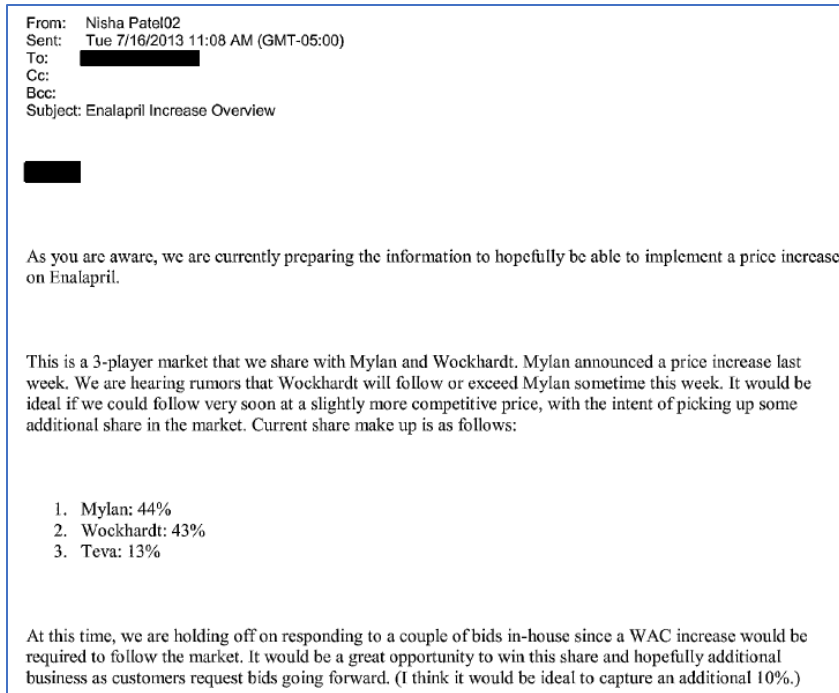 From: Nisha Patel02
Sent: Tue 7/16/2013 11:08 AM (GMT-05:00)
To:
Cc:
Bcc:
Subject: Enalapril Increase Overview
As you are aware, we are currently preparing the information to hopefully be able to implement a price increase
on Enalapril.
This is a 3-player market that we share with Mylan and Wockhardt. Mylan announced a price increase last
week. We are hearing rumors that Wockhardt will follow or exceed Mylan sometime this week. It would be
ideal if we could follow very soon at a slightly more competitive price, with the intent of picking up some
additional share in the market. Current share make up is as follows:
1. Mylan: 44%
2. Wockhardt: 43%
3. Teva: 13%
At this time, we are holding off on responding to a couple of bids in-house since a WAC increase would be
required to follow the market. It would be a great opportunity to win this share and hopefully additional
business as customers request bids going forward. (I think it would be ideal to capture an additional 10%.)